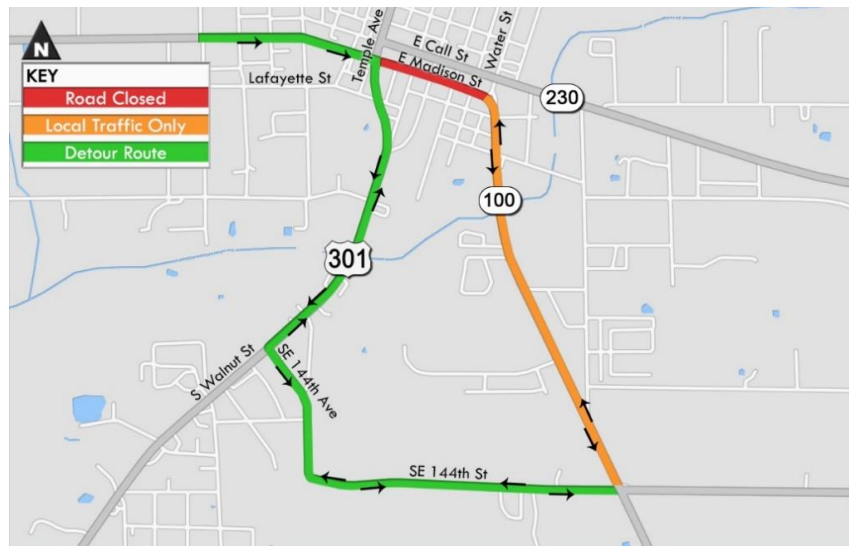 N
KEY
Road Closed
Local Traffic Only
Detour Route
Temple Ave
E Call St
Water St
E Madison St
Lafayette St
230
100
301
S Walnut St
SE 144th Ave
SE 144th St